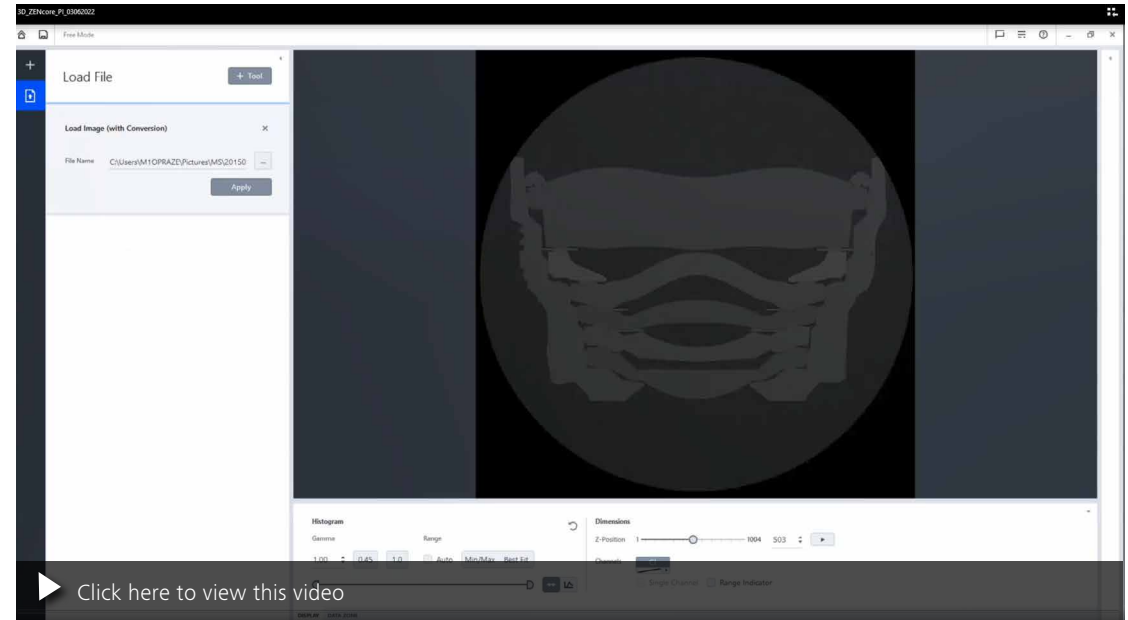 3D_ZENcore_PI_03062022
Free Mode
Load File
+ Tool
Load Image (with Conversion)
File Name C:\Users\M1OPRAZE\Pictures\MS\20150 ...
Apply
Histogram
Gamma Range
1.00 0.45 1.0 Auto Min/Max Best Fit
Dimensions
Z-Position 1 1004 503
Channels
Single Channel Range Indicator
Click here to view this video